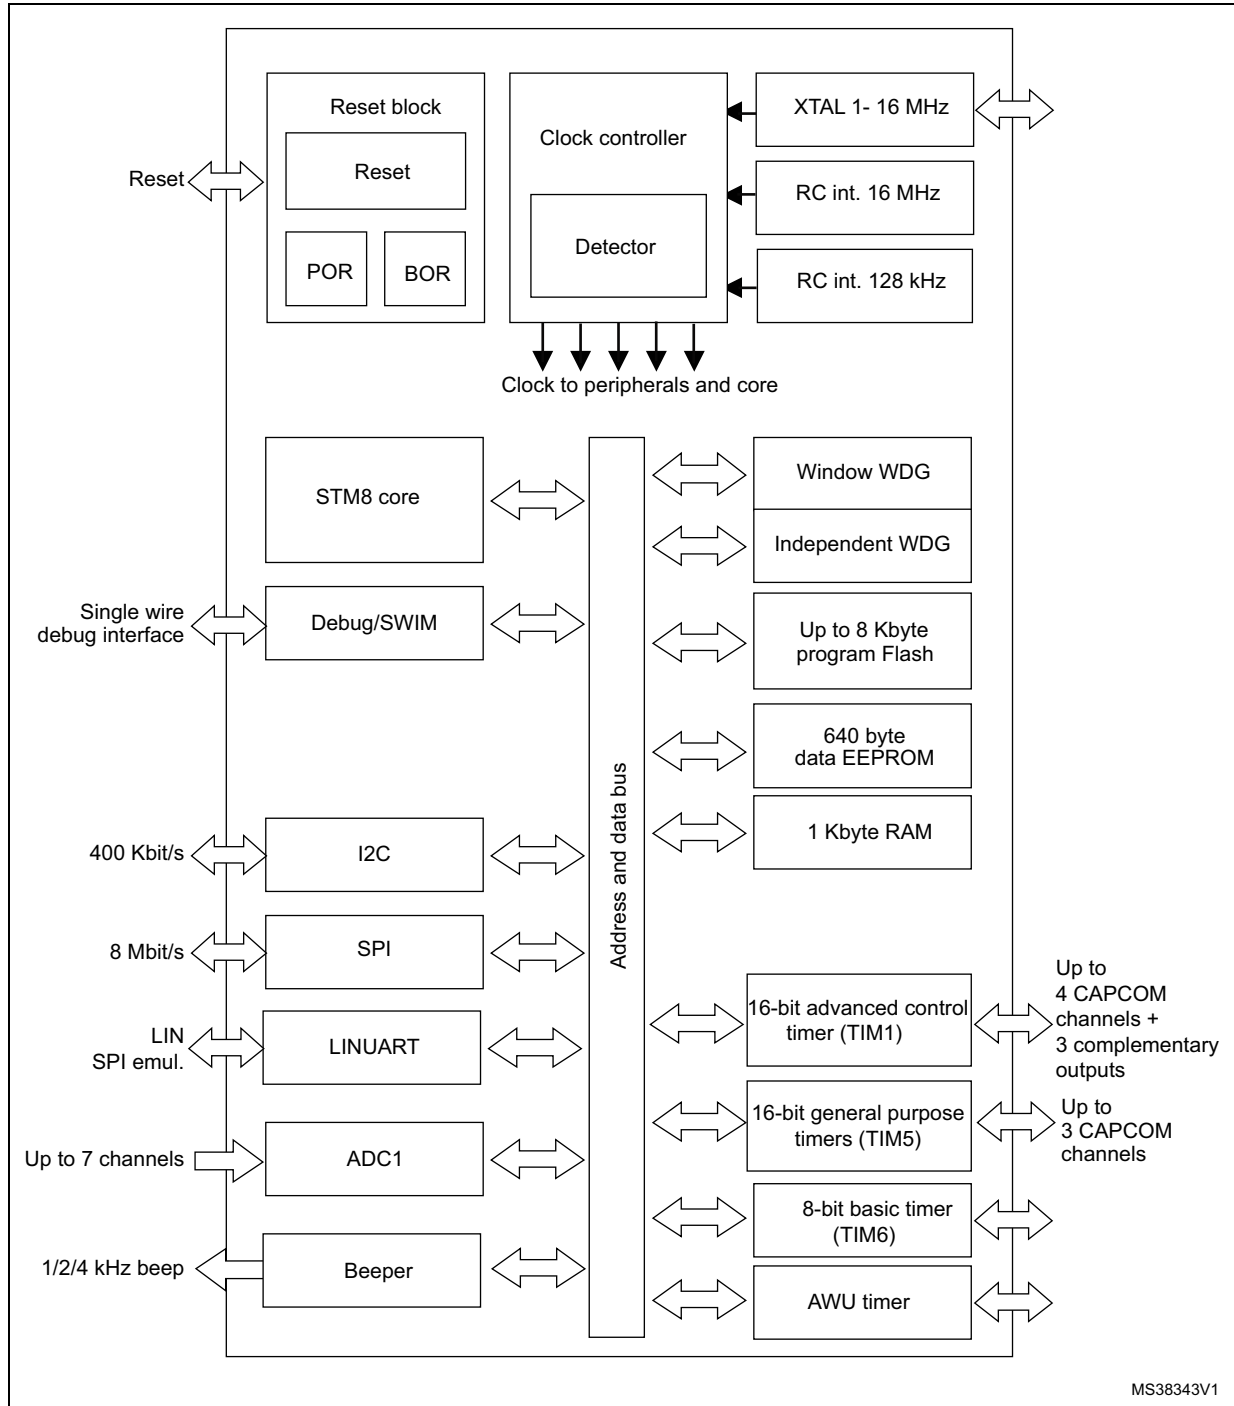 Reset block
Reset
POR
BOR
Reset
Clock controller
Detector
XTAL 1- 16 MHz
RC int. 16 MHz
RC int. 128 kHz
Clock to peripherals and core
STM8 core
Single wire
debug interface
Debug/SWIM
400 Kbit/s
I2C
8 Mbit/s
SPI
LIN
SPI emul.
LINUART
Up to 7 channels
ADC1
1/2/4 kHz beep
Beeper
Address and data bus
Window WDG
Independent WDG
Up to 8 Kbyte
program Flash
640 byte
data EEPROM
1 Kbyte RAM
16-bit advanced control
timer (TIM1)
Up to
4 CAPCOM
channels +
3 complementary
outputs
16-bit general purpose
timers (TIM5)
Up to
3 CAPCOM
channels
8-bit basic timer
(TIM6)
AWU timer
MS38343V1